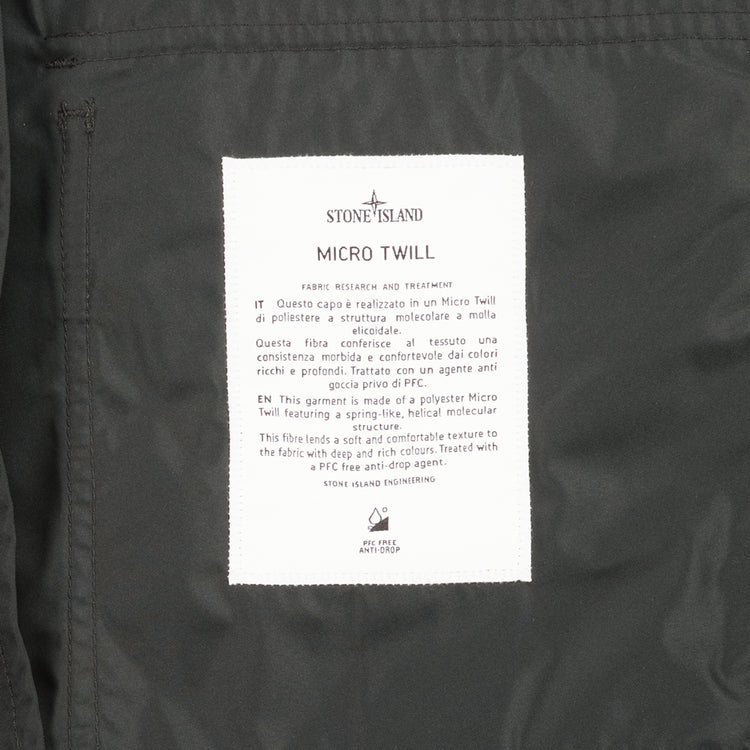 STONE ISLAND
MICRO TWILL
FABRIC RESEARCH AND TREATMENT
IT Questo capo è realizzato in un Micro Twill
di poliestere a struttura molecolare a molla
elicoidale.
Questa fibra conferisce al tessuto una
consistenza morbida e confortevole dai colori
ricchi e profondi. Trattato con un agente anti
goccia privo di PFC.
EN This garment is made of a polyester Micro
Twill featuring a spring-like, helical molecular
structure.
This fibre lends a soft and comfortable texture to
the fabric with deep and rich colours. Treated with
a PFC free anti-drop agent.
STONE ISLAND ENGINEERING
PFC FREE
ANTI-DROP